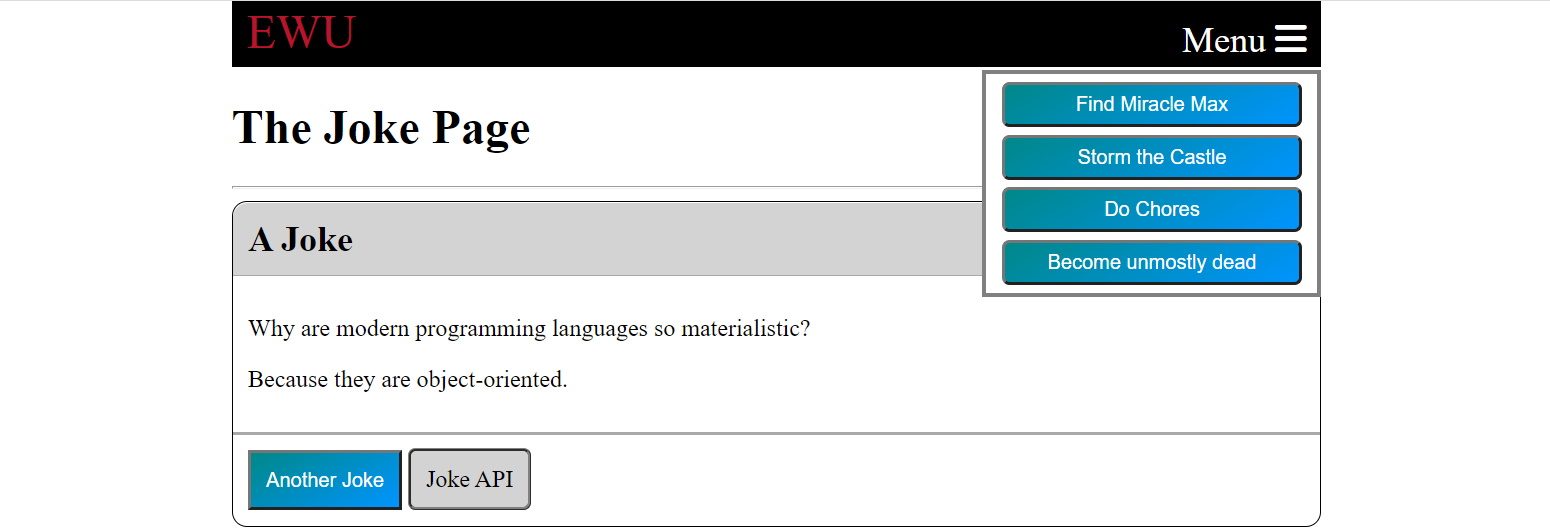 EWU
Menu
The Joke Page
Find Miracle Max
Storm the Castle
Do Chores
Become unmostly dead
A Joke
Why are modern programming languages so materialistic?
Because they are object-oriented.
Another Joke
Joke API